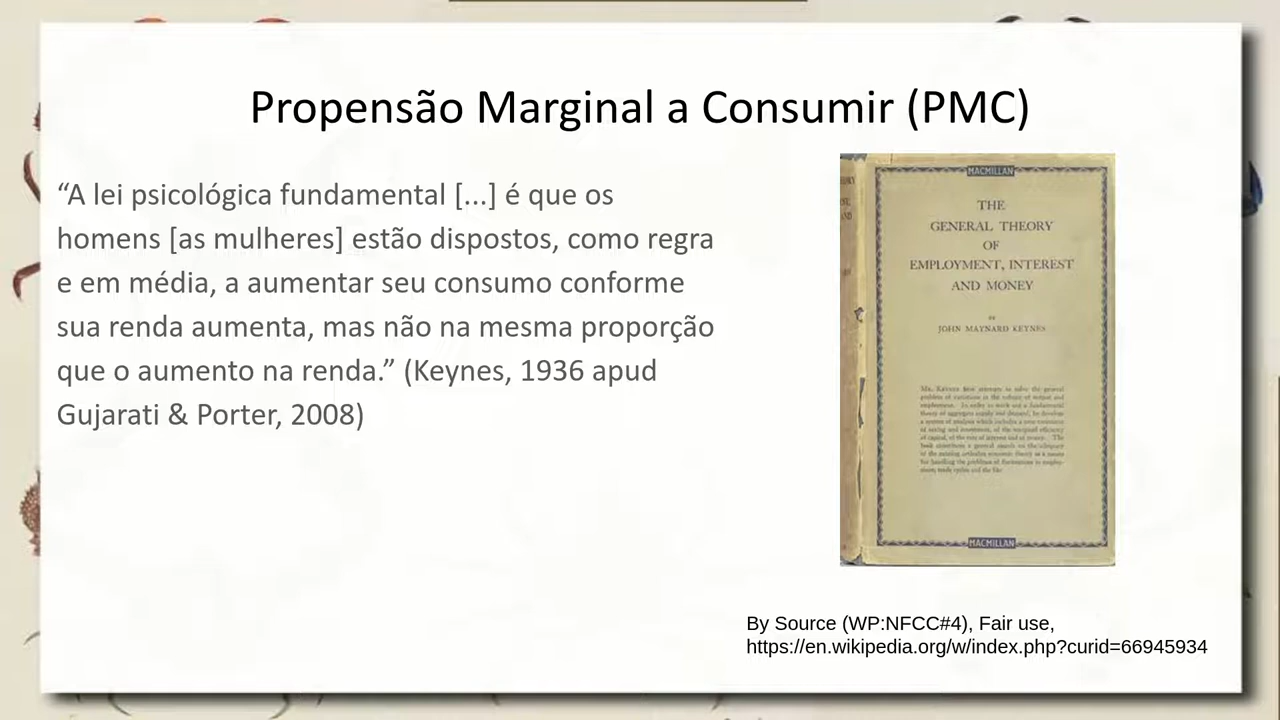 Propensão Marginal a Consumir (PMC)
“A lei psicológica fundamental [...] é que os
homens [as mulheres] estão dispostos, como regra
e em média, a aumentar seu consumo conforme
sua renda aumenta, mas não na mesma proporção
que o aumento na renda.” (Keynes, 1936 apud
Gujarati & Porter, 2008)
MACMILLAN
THE
GENERAL THEORY
OF
EMPLOYMENT, INTEREST
AND MONEY
BY
JOHN MAYNARD KEYNES
MACMILLAN
By Source (WP:NFCC#4), Fair use,
https://en.wikipedia.org/w/index.php?curid=66945934